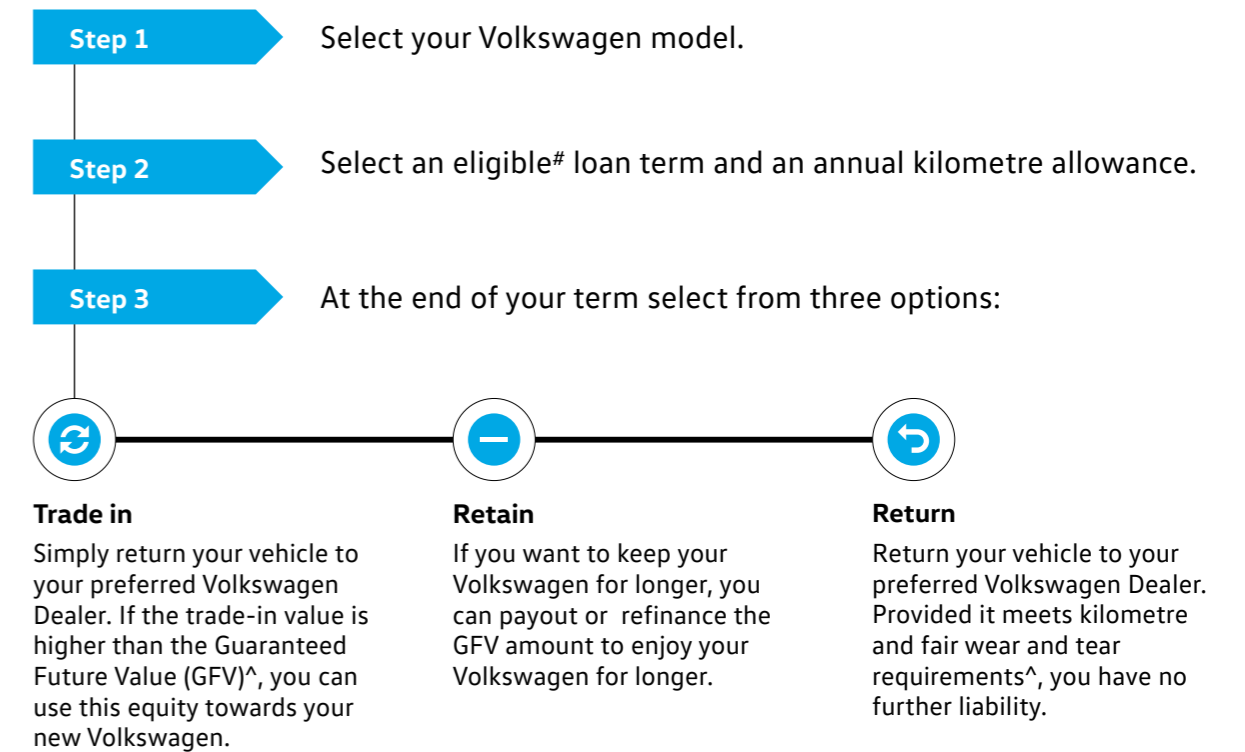 Step 1
Select your Volkswagen model.
Step 2
Select an eligible# loan term and an annual kilometre allowance.
Step 3
At the end of your term select from three options:
Trade in
Simply return your vehicle to
your preferred Volkswagen
Dealer. If the trade-in value is
higher than the Guaranteed
Future Value (GFV)^, you can
use this equity towards your
new Volkswagen.
Retain
If you want to keep your
Volkswagen for longer, you
can payout or  refinance the
GFV amount to enjoy your
Volkswagen for longer.
Return
Return your vehicle to your
preferred Volkswagen Dealer.
Provided it meets kilometre
and fair wear and tear
requirements^, you have no
further liability.